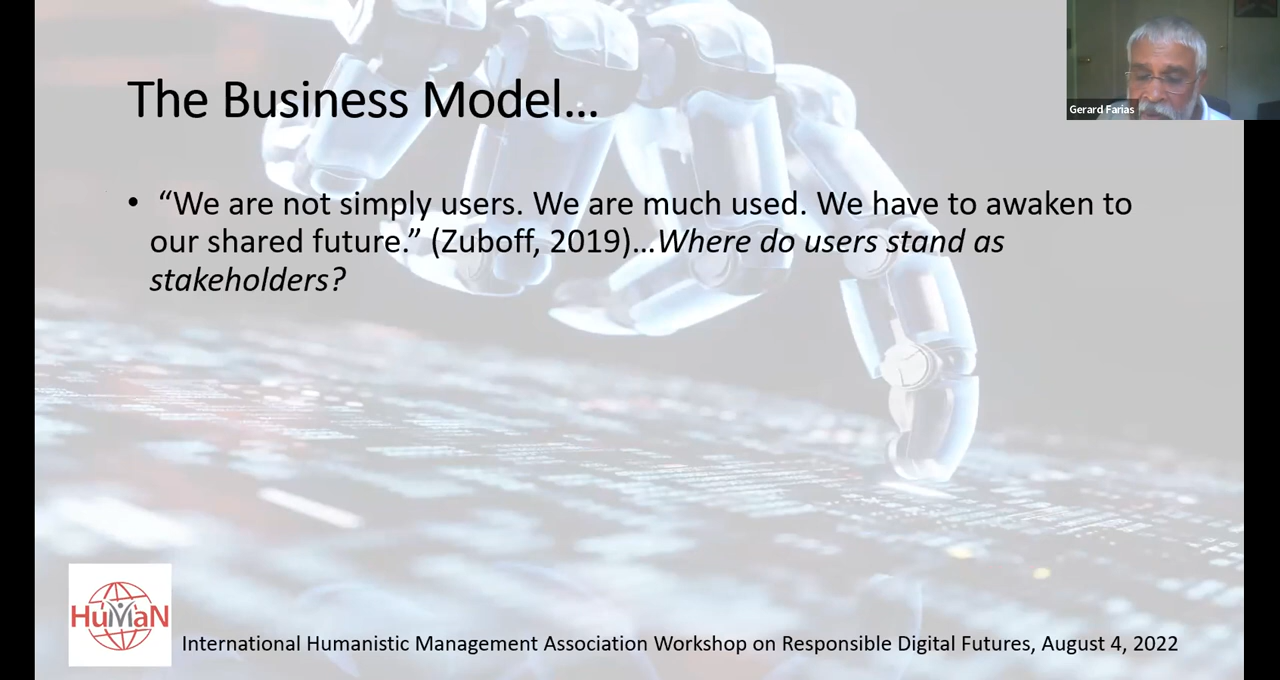 The Business Model…
Gerard Farias
• “We are not simply users. We are much used. We have to awaken to
our shared future.” (Zuboff, 2019)…Where do users stand as
stakeholders?
HuMaN
International Humanistic Management Association Workshop on Responsible Digital Futures, August 4, 2022